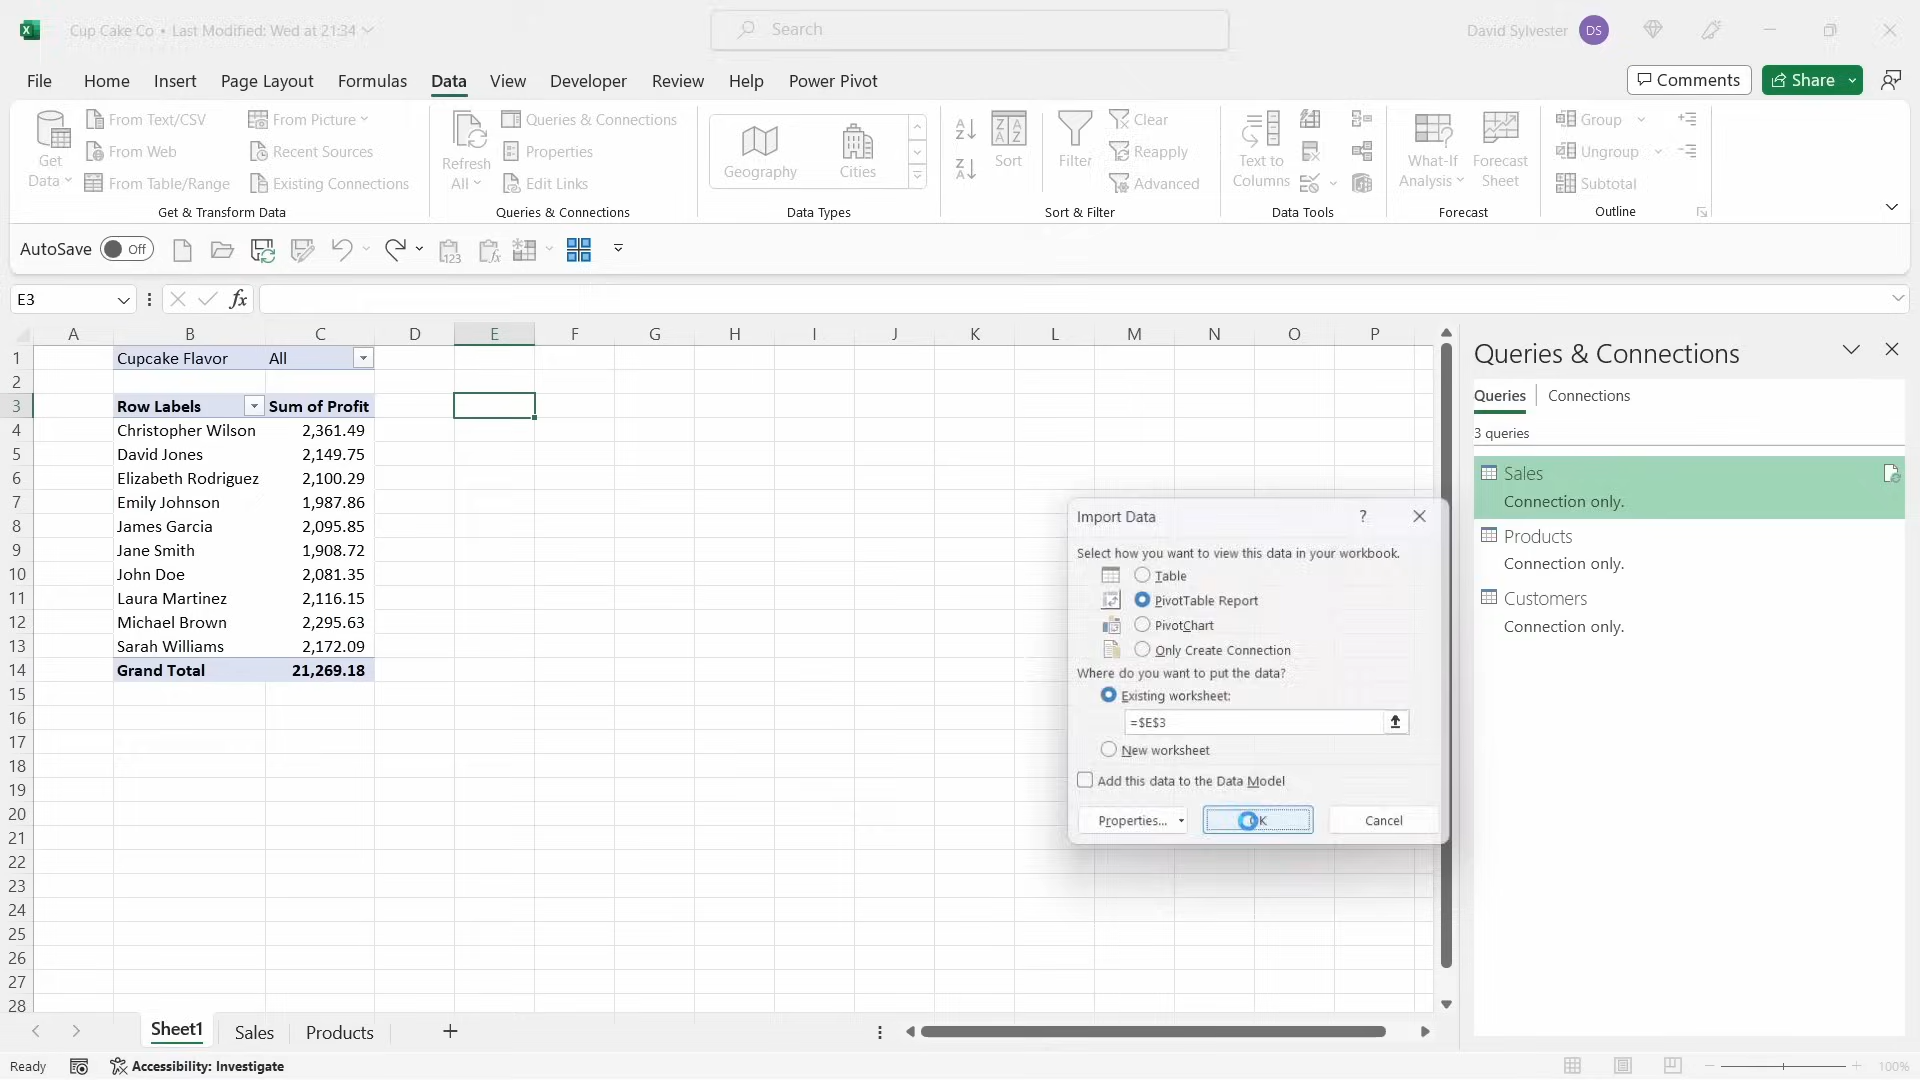 Cup Cake Co • Last Modified: Wed at 21:34
Search
David Sylvester DS
File Home Insert Page Layout Formulas Data View Developer Review Help Power Pivot
Comments Share
Get Data
From Text/CSV
From Web
From Table/Range
From Picture
Recent Sources
Existing Connections
Get & Transform Data
Refresh All
Queries & Connections
Properties
Edit Links
Queries & Connections
Geography
Cities
Data Types
Sort
Filter
Clear
Reapply
Advanced
Sort & Filter
Text to Columns
Data Tools
What-If Analysis
Forecast Sheet
Forecast
Group
Ungroup
Subtotal
Outline
AutoSave Off
E3 fx
A B C D E F G H I J K L M N O P
1 Cupcake Flavor All
2
3 Row Labels Sum of Profit
4 Christopher Wilson 2,361.49
5 David Jones 2,149.75
6 Elizabeth Rodriguez 2,100.29
7 Emily Johnson 1,987.86
8 James Garcia 2,095.85
9 Jane Smith 1,908.72
10 John Doe 2,081.35
11 Laura Martinez 2,116.15
12 Michael Brown 2,295.63
13 Sarah Williams 2,172.09
14 Grand Total 21,269.18
15
16
17
18
19
20
21
22
23
24
25
26
27
28
Import Data ?
Select how you want to view this data in your workbook.
Table
PivotTable Report
PivotChart
Only Create Connection
Where do you want to put the data?
Existing worksheet:
=$E$3
New worksheet
Add this data to the Data Model
Properties... OK Cancel
Queries & Connections
Queries Connections
3 queries
Sales
Connection only.
Products
Connection only.
Customers
Connection only.
Sheet1 Sales Products
Ready Accessibility: Investigate 100%